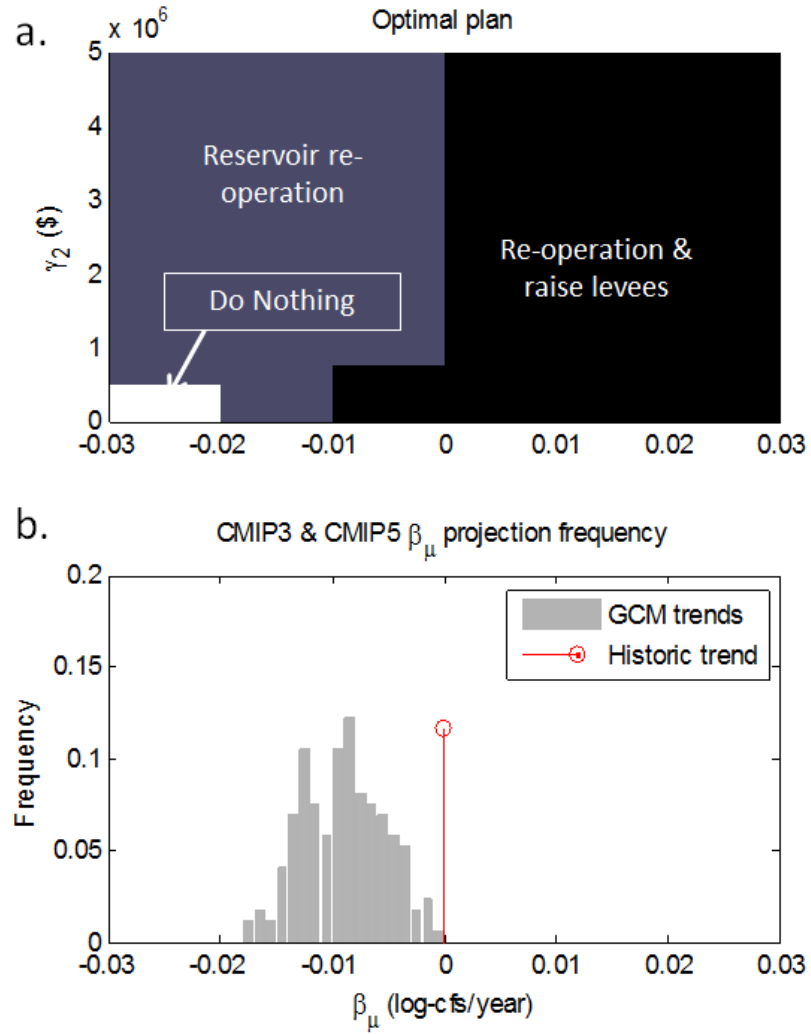 a.
x 10^6
Optimal plan
5
4
3
2
1
0
γ2 ($)
Reservoir re-
operation
Do Nothing
Re-operation &
raise levees
-0.03 -0.02 -0.01 0 0.01 0.02 0.03
b.
CMIP3 & CMIP5 βμ projection frequency
0.2
0.15
0.1
0.05
0
Frequency
GCM trends
Historic trend
-0.03 -0.02 -0.01 0 0.01 0.02 0.03
βμ (log-cfs/year)